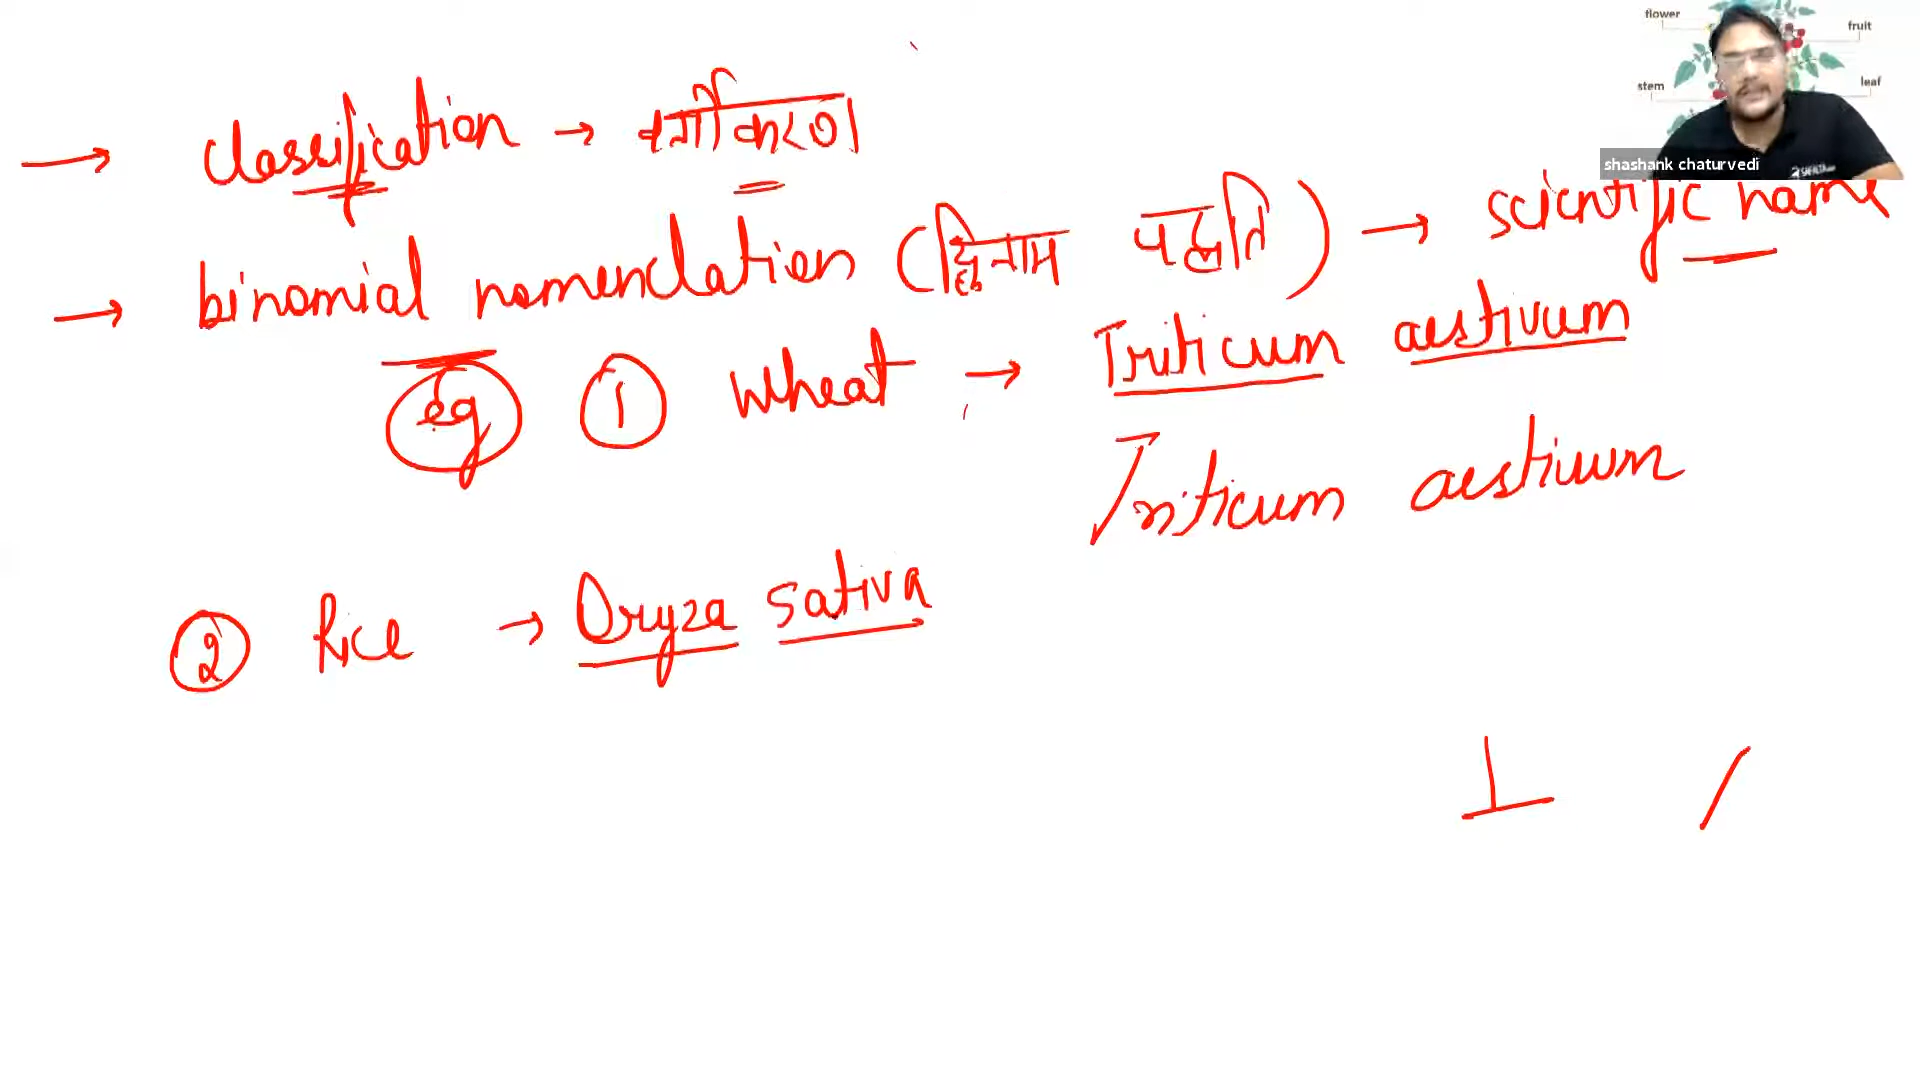 flower
fruit
stem
leaf
shashank chaturvedi
→ classification → वर्गीकरण
→ binomial nomenclation (द्विनाम पद्धति) → scientific name
eg ① wheat → Triticum aestivum
Triticum aestivum
② Rice → Oryza sativa